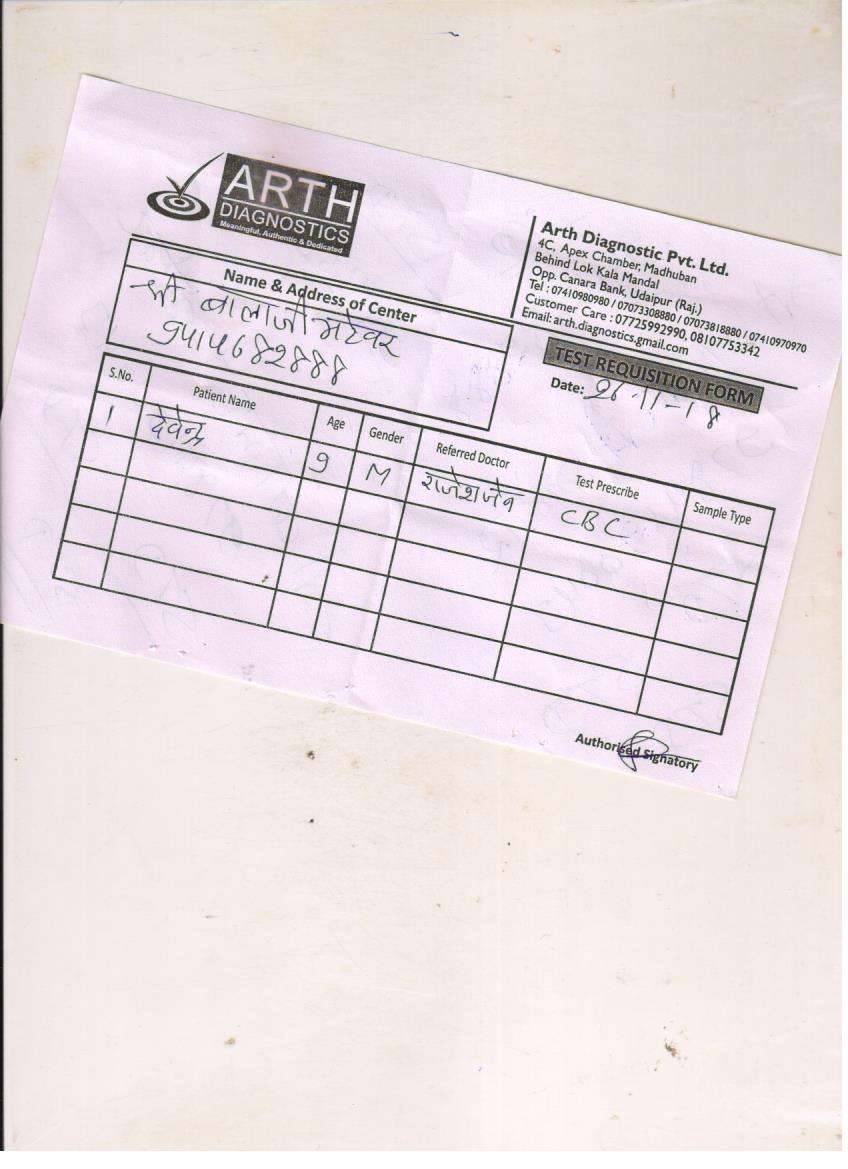 ARTH
DIAGNOSTICS
Meaningful, Authentic & Dedicated
Arth Diagnostic Pvt. Ltd.
4C, Apex Chamber, Madhuban
Behind Lok Kala Mandal
Opp. Canara Bank, Udaipur (Raj.)
Tel : 07410980980 / 07073308880 / 07073818880 / 07410970970
Customer Care : 07725992990, 08107753342
Email: arth.diagnostics.gmail.com
Name & Address of Center
श्री बालाजी
9414682888
TEST REQUISITION FORM
Date: 26-11-18
S.No. Patient Name Age Gender Referred Doctor Test Prescribe Sample Type
1 देवेन्द्र 9 M राजेश जैन CBC
Authorised Signatory